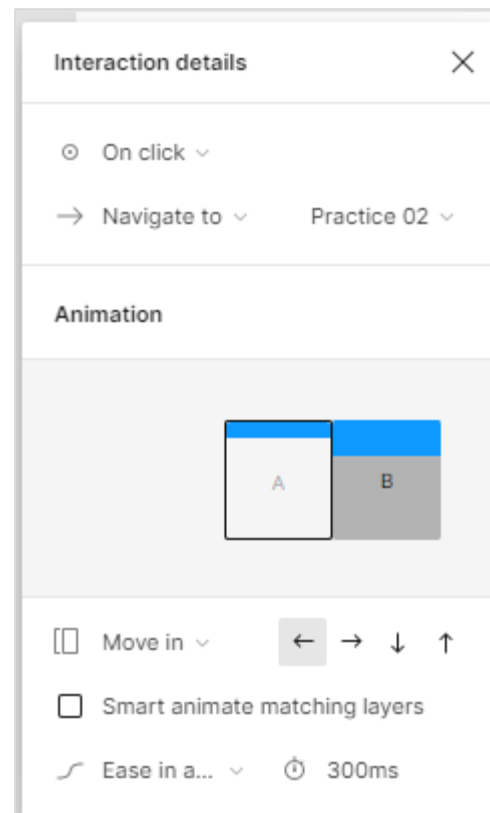 Interaction details
On click
Navigate to Practice 02
Animation
A B
Move in
Smart animate matching layers
Ease in a... 300ms